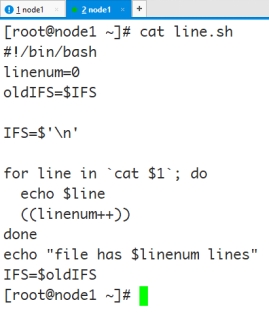 1 node1
2 node1
[root@node1 ~]# cat line.sh
#!/bin/bash
linenum=0
oldIFS=$IFS

IFS=$'\n'

for line in `cat $1`; do
  echo $line
  ((linenum++))
done
echo "file has $linenum lines"
IFS=$oldIFS
[root@node1 ~]#